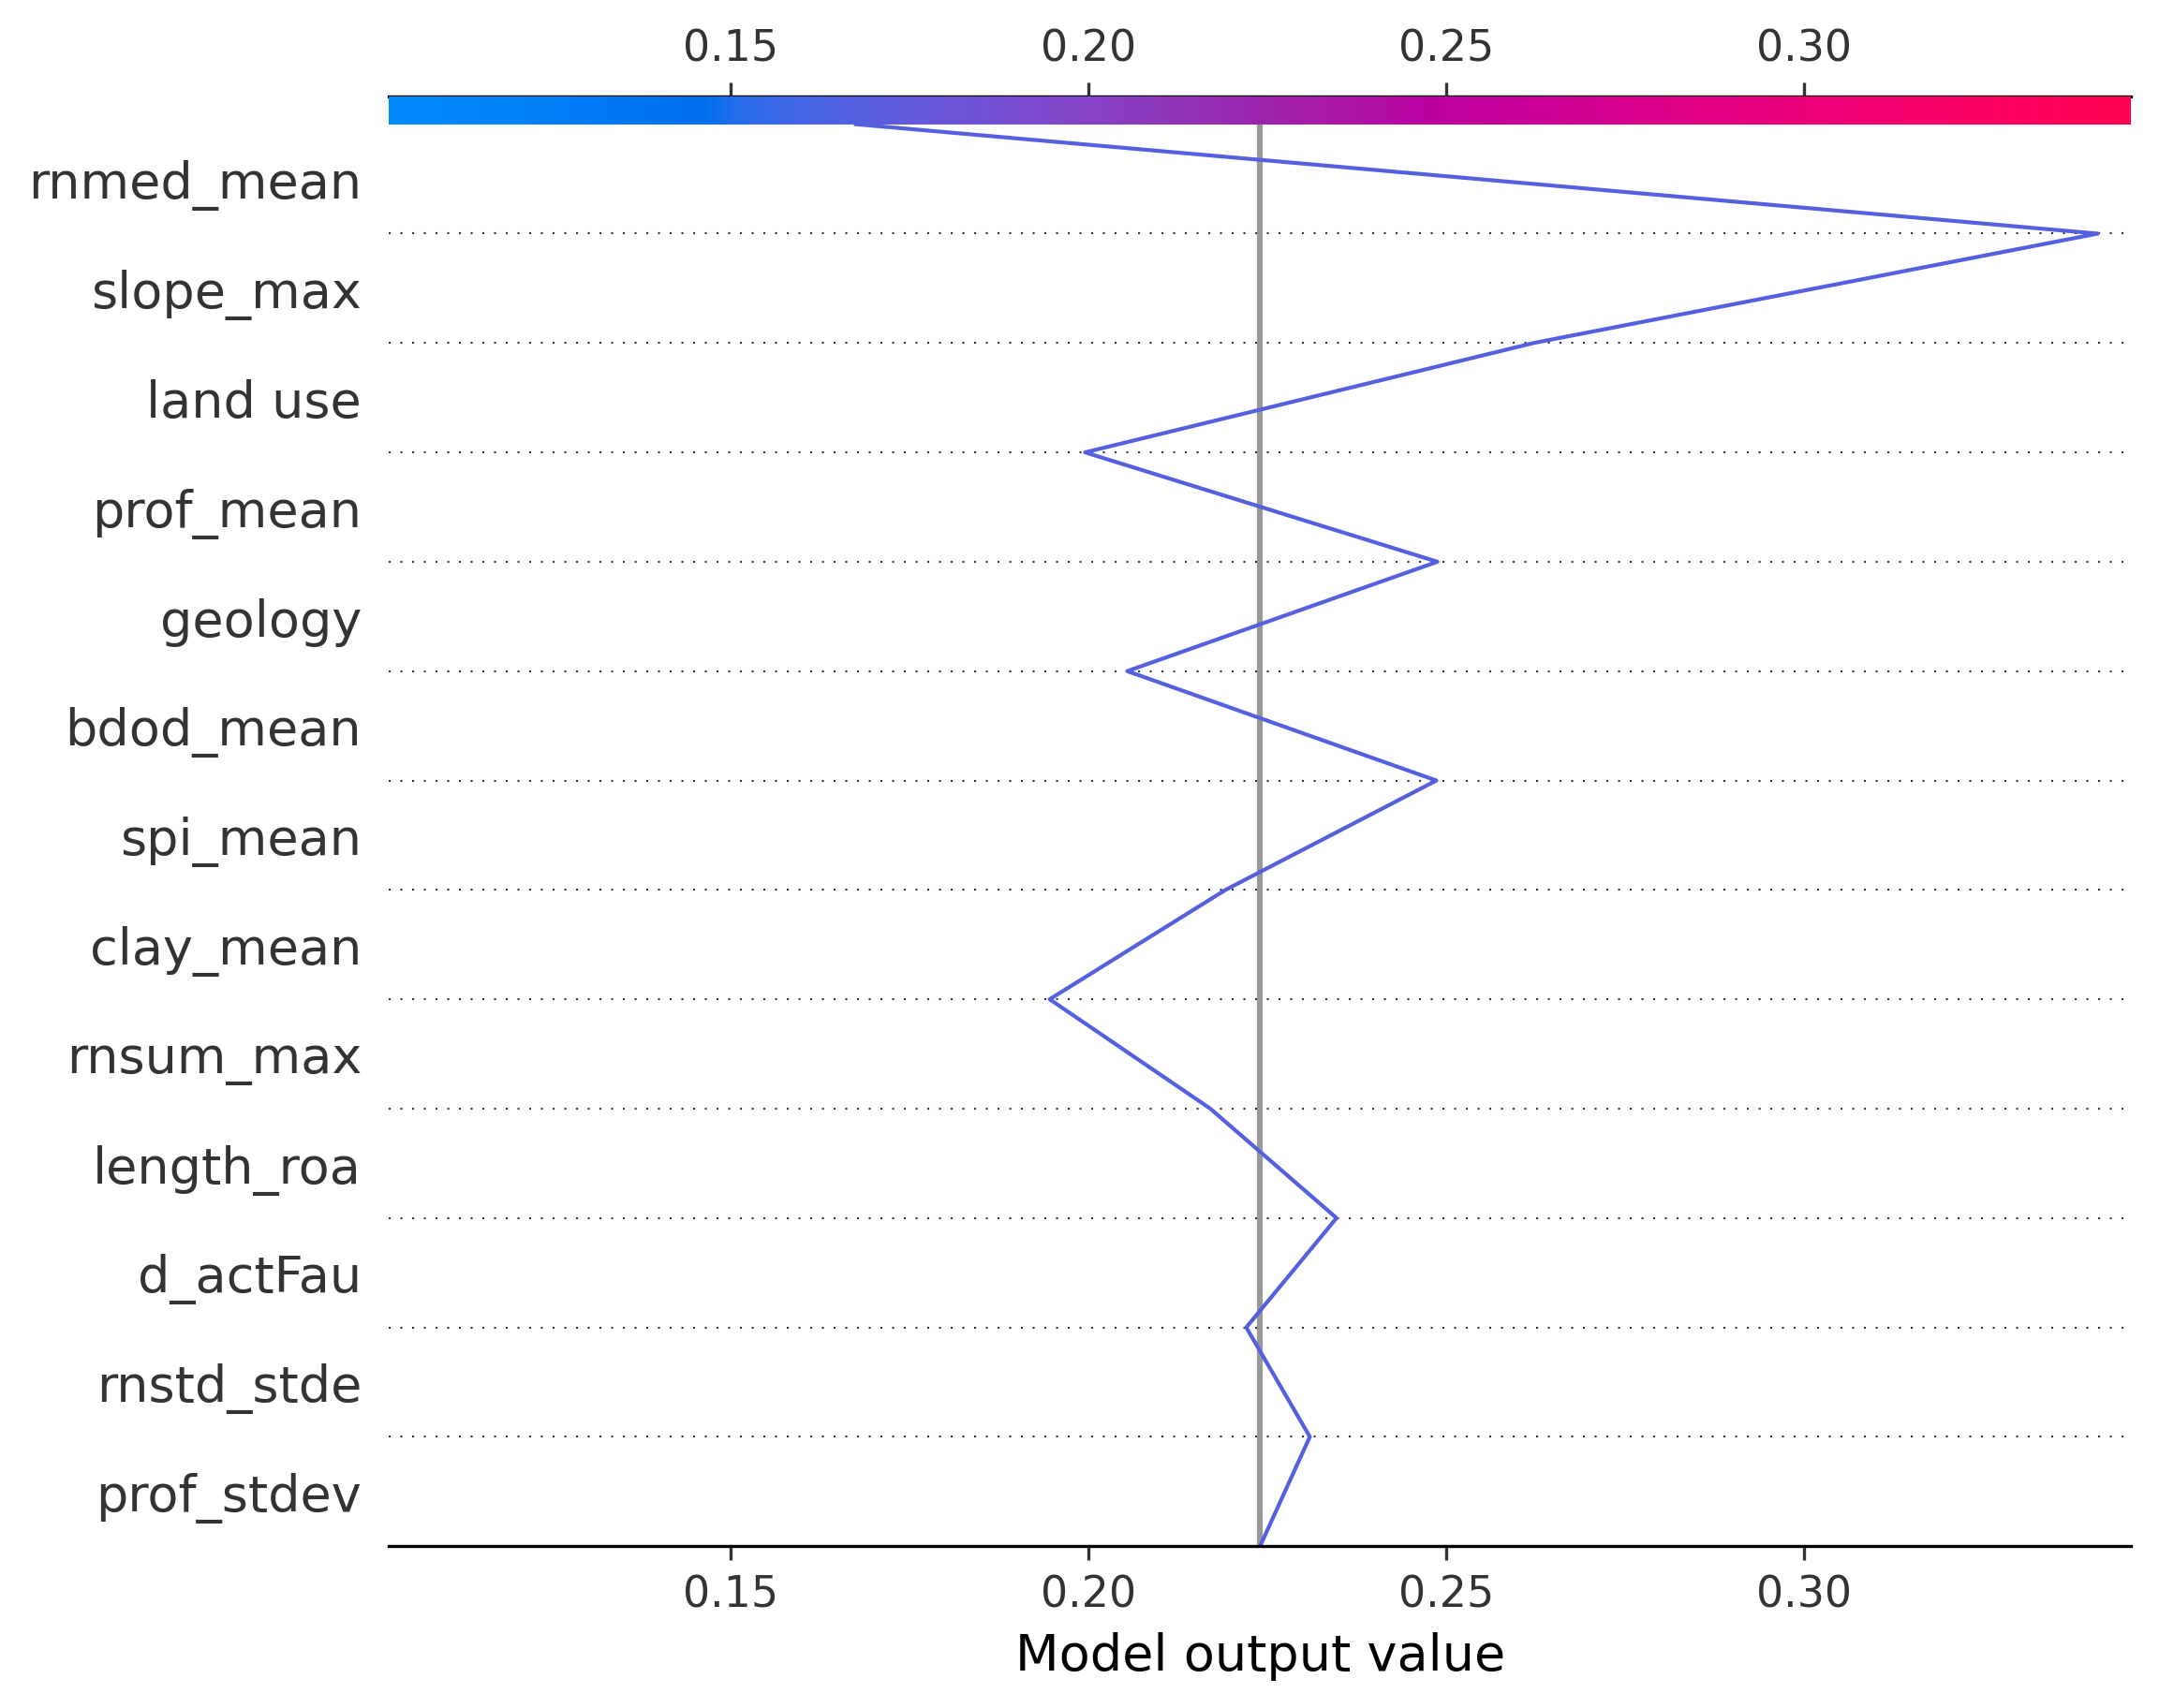 0.15 0.20 0.25 0.30
rnmed_mean
slope_max
land use
prof_mean
geology
bdod_mean
spi_mean
clay_mean
rnsum_max
length_roa
d_actFau
rnstd_stde
prof_stdev
0.15 0.20 0.25 0.30
Model output value